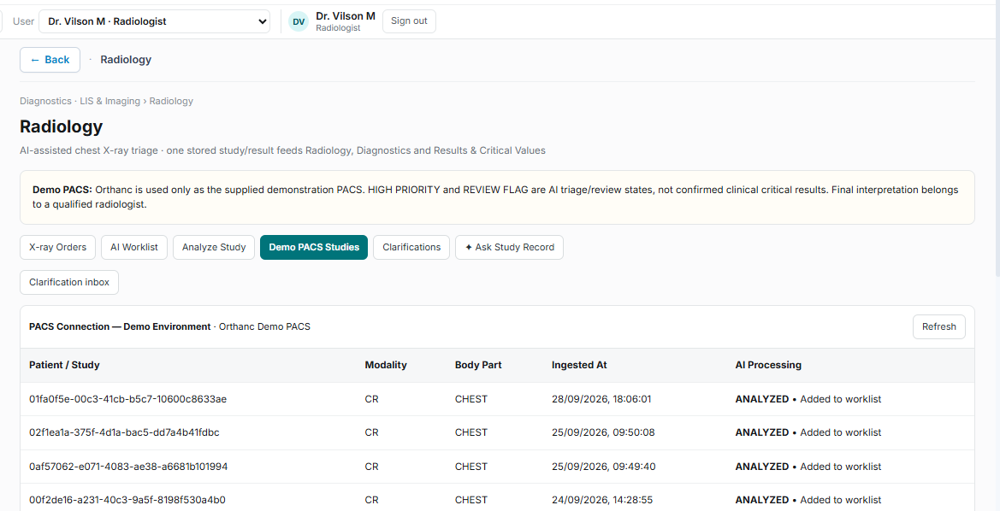 User Dr. Vilson M · Radiologist DV Dr. Vilson M Sign out
Radiologist
← Back · Radiology
Diagnostics · LIS & Imaging › Radiology
Radiology
AI-assisted chest X-ray triage · one stored study/result feeds Radiology, Diagnostics and Results & Critical Values
Demo PACS: Orthanc is used only as the supplied demonstration PACS. HIGH PRIORITY and REVIEW FLAG are AI triage/review states, not confirmed clinical critical results. Final interpretation belongs
to a qualified radiologist.
X-ray Orders AI Worklist Analyze Study Demo PACS Studies Clarifications ✦ Ask Study Record
Clarification inbox
PACS Connection — Demo Environment · Orthanc Demo PACS Refresh
Patient / Study Modality Body Part Ingested At AI Processing
01fa0f5e-00c3-41cb-b5c7-10600c8633ae CR CHEST 28/09/2026, 18:06:01 ANALYZED • Added to worklist
02f1ea1a-375f-4d1a-bac5-dd7a4b41fdbc CR CHEST 25/09/2026, 09:50:08 ANALYZED • Added to worklist
0af57062-e071-4083-ae38-a6681b101994 CR CHEST 25/09/2026, 09:49:40 ANALYZED • Added to worklist
00f2de16-a231-40c3-9a5f-8198f530a4b0 CR CHEST 24/09/2026, 14:28:55 ANALYZED • Added to worklist